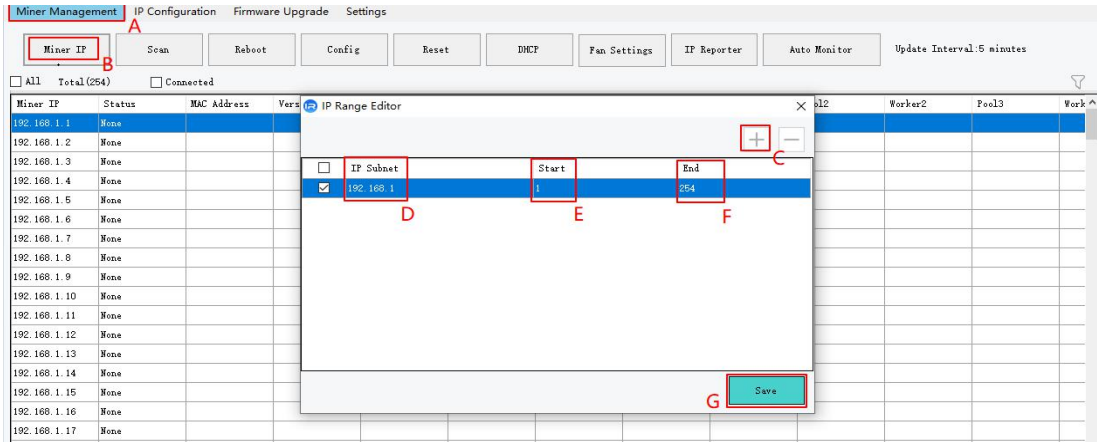 Miner Management IP Configuration Firmware Upgrade Settings
A
Miner IP Scan Reboot Config Reset DHCP Fan Settings IP Reporter Auto Monitor Update Interval:5 minutes
B
All Total(254) Connected
Miner IP Status MAC Address Vers ol2 Worker2 Pool3 Work
IP Range Editor
+ −
C
IP Subnet Start End
192.168.1 1 254
D E F
Save
G
192.168.1.1 None
192.168.1.2 None
192.168.1.3 None
192.168.1.4 None
192.168.1.5 None
192.168.1.6 None
192.168.1.7 None
192.168.1.8 None
192.168.1.9 None
192.168.1.10 None
192.168.1.11 None
192.168.1.12 None
192.168.1.13 None
192.168.1.14 None
192.168.1.15 None
192.168.1.16 None
192.168.1.17 None